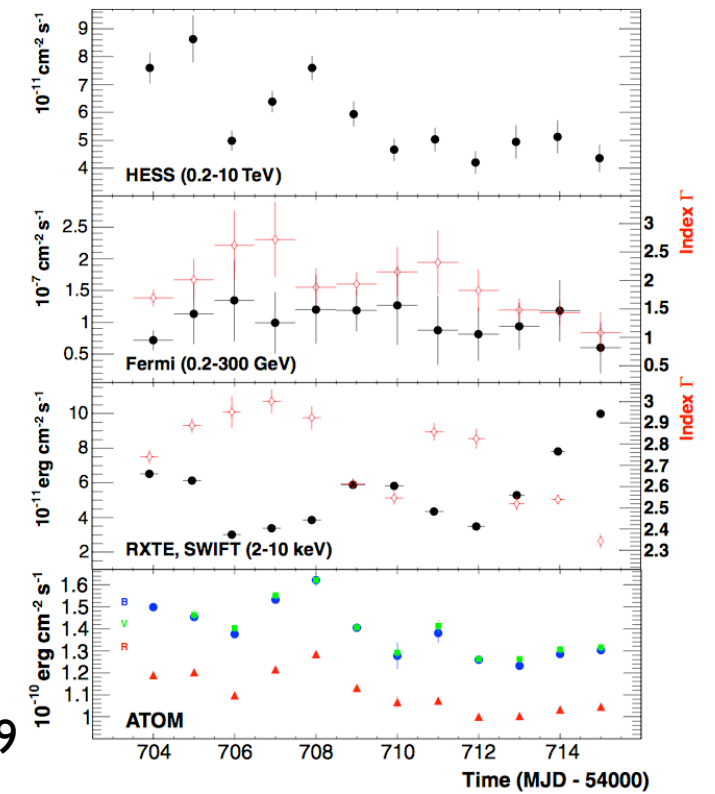 10⁻¹¹ cm⁻² s⁻¹
9
8
7
6
5
4
HESS (0.2-10 TeV)
10⁻⁷ cm⁻² s⁻¹
2.5
2
1.5
1
0.5
Fermi (0.2-300 GeV)
3
2.5
2
1.5
1
0.5
Index Γ
10⁻¹¹ erg cm⁻² s⁻¹
10
8
6
4
2
RXTE, SWIFT (2-10 keV)
3
2.9
2.8
2.7
2.6
2.5
2.4
2.3
Index Γ
10⁻¹⁰ erg cm⁻² s⁻¹
1.6
1.5
1.4
1.3
1.2
1.1
1
B
V
R
ATOM
9
704 706 708 710 712 714
Time (MJD - 54000)